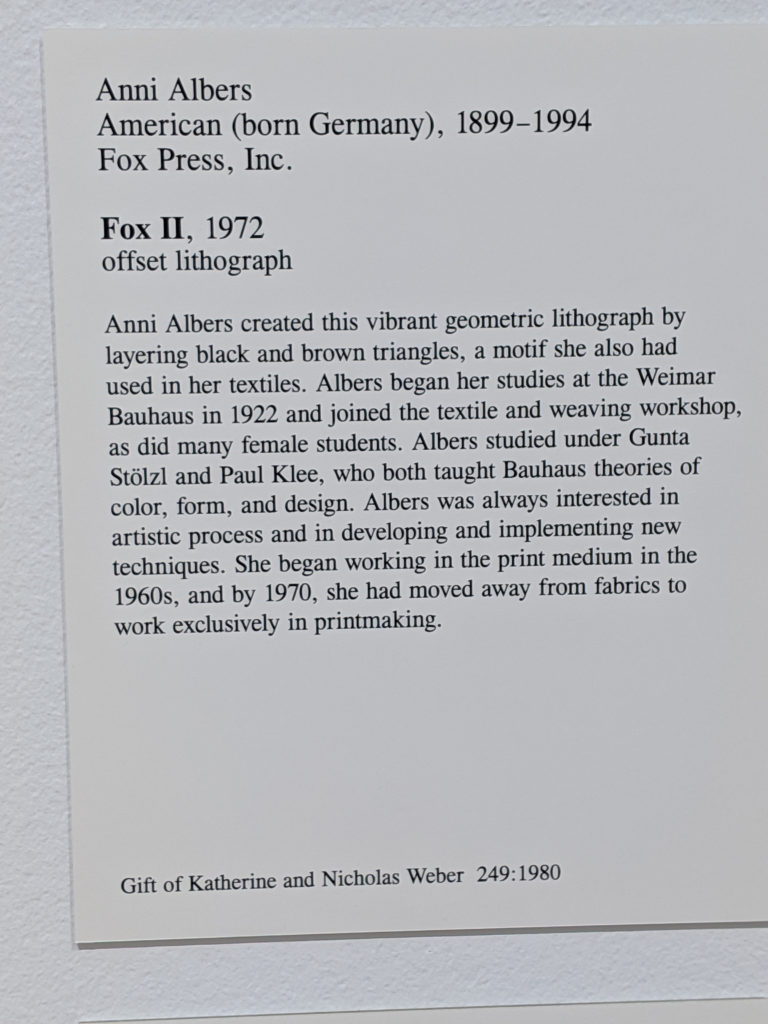 Anni Albers
American (born Germany), 1899–1994
Fox Press, Inc.
Fox II, 1972
offset lithograph
Anni Albers created this vibrant geometric lithograph by
layering black and brown triangles, a motif she also had
used in her textiles. Albers began her studies at the Weimar
Bauhaus in 1922 and joined the textile and weaving workshop,
as did many female students. Albers studied under Gunta
Stölzl and Paul Klee, who both taught Bauhaus theories of
color, form, and design. Albers was always interested in
artistic process and in developing and implementing new
techniques. She began working in the print medium in the
1960s, and by 1970, she had moved away from fabrics to
work exclusively in printmaking.
Gift of Katherine and Nicholas Weber 249:1980